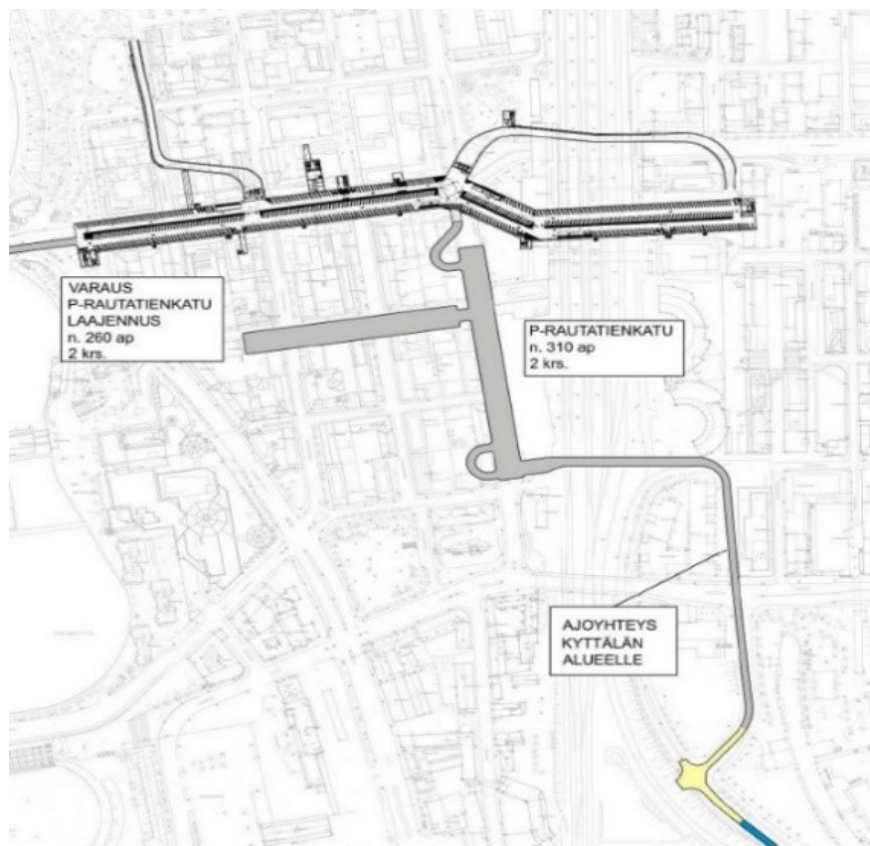 VARAUS
P-RAUTATIENKATU
LAAJENNUS
n. 260 ap
2 krs.
P-RAUTATIENKATU
n. 310 ap
2 krs.
AJOYHTEYS
KYTTÄLÄN
ALUEELLE